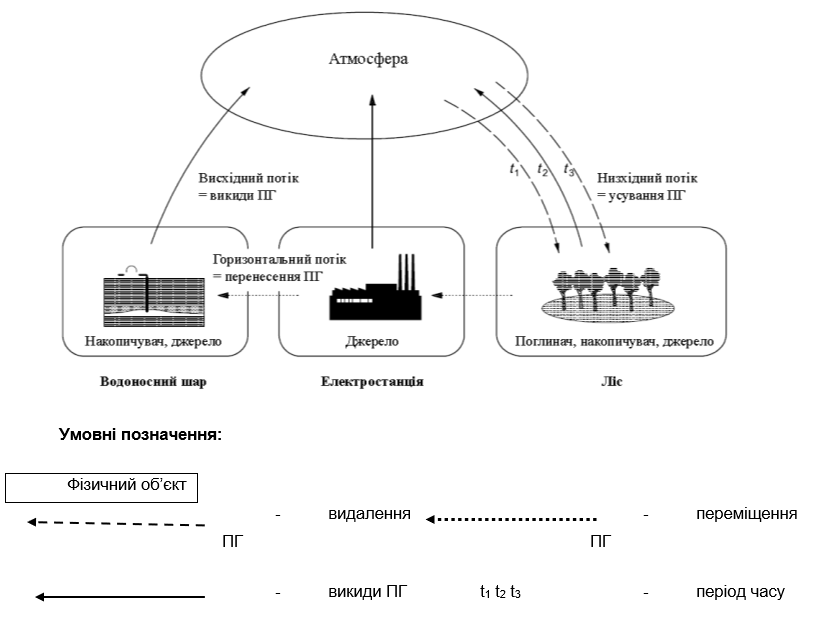 Атмосфера
t1 t2 t3
Висхідний потік
= викиди ПГ
Низхідний потік
= усування ПГ
Горизонтальний потік
= перенесення ПГ
Накопичувач, джерело
Джерело
Поглинач, накопичувач, джерело
Водоносний шар
Електростанція
Ліс
Умовні позначення:
Фізичний об’єкт
- видалення
ПГ
- переміщення
ПГ
- викиди ПГ
t1 t2 t3 - період часу